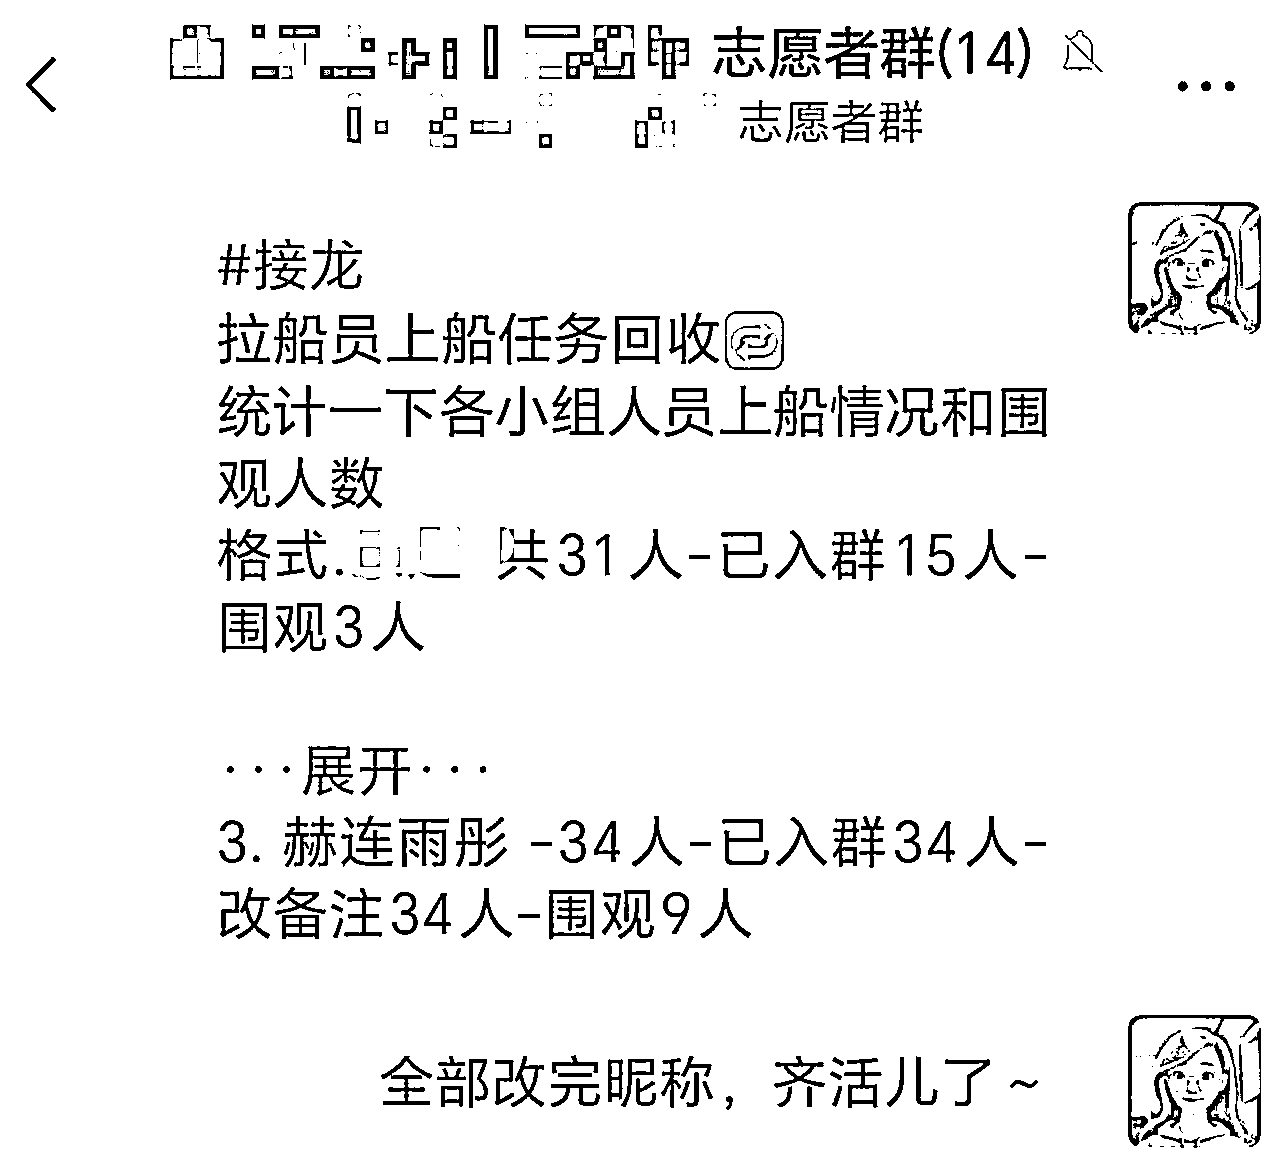 志愿者群(14)
志愿者群
#接龙
拉船员上船任务回收
统计一下各小组人员上船情况和围
观人数
格式. 共31人-已入群15人-
围观3人
···展开···
3. 赫连雨彤 -34人-已入群34人-
改备注34人-围观9人
全部改完昵称，齐活儿了~